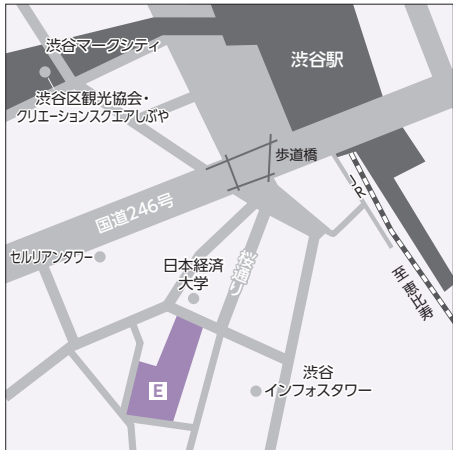 渋谷マークシティ
渋谷駅
渋谷区観光協会・
クリエーションスクエアしぶや
歩道橋
JR
国道246号
セルリアンタワー
日本経済
大学
桜通り
至恵比寿
E
渋谷
インフォスタワー